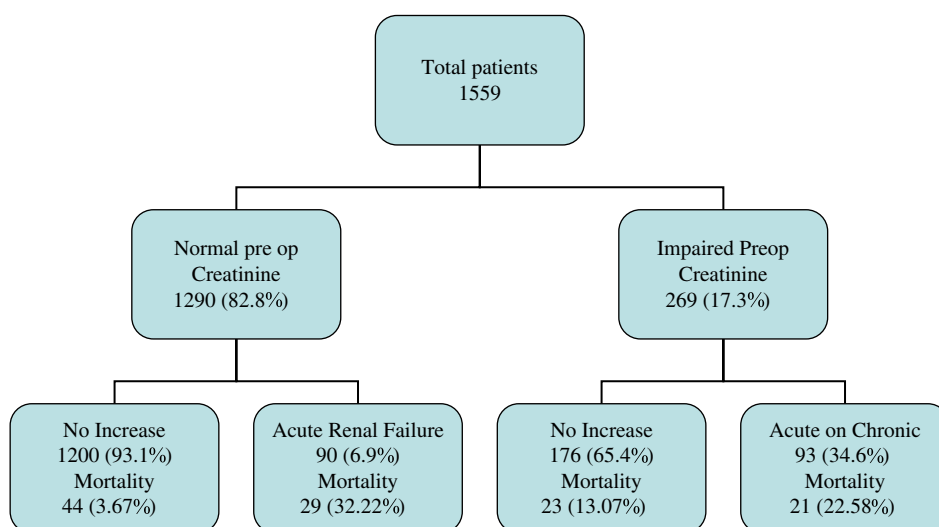 Total patients
1559
Normal pre op
Creatinine
1290 (82.8%)
Impaired Preop
Creatinine
269 (17.3%)
No Increase
1200 (93.1%)
Mortality
44 (3.67%)
Acute Renal Failure
90 (6.9%)
Mortality
29 (32.22%)
No Increase
176 (65.4%)
Mortality
23 (13.07%)
Acute on Chronic
93 (34.6%)
Mortality
21 (22.58%)